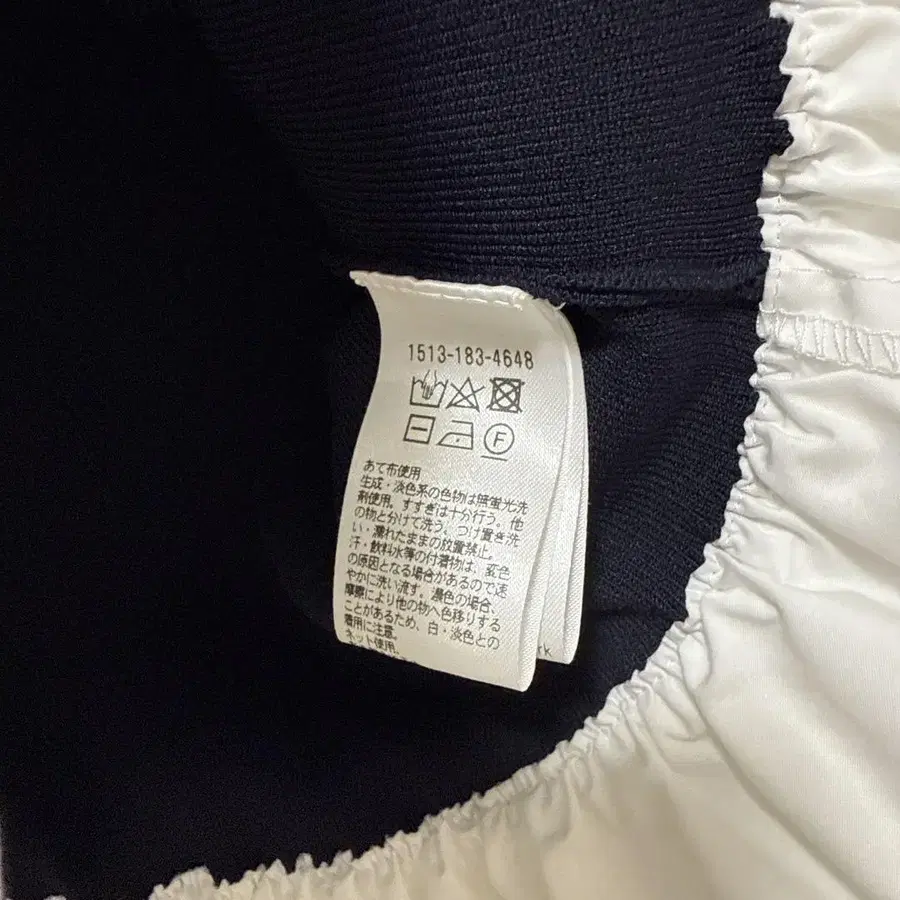 1513-183-4648
F
あて布使用
生成・淡色系の色物は無蛍光洗
剤使用。すすぎは十分行う。他
の物と分けて洗う。つけ置き洗
い・濡れたままの放置禁止。
汗・飲料水等の付着物は、変色
の原因となる場合があるので速
やかに洗い流す。濃色の場合、
摩擦により他の物へ色移りする
ことがあるため、白・淡色との
着用に注意。
ネット使用。
rk